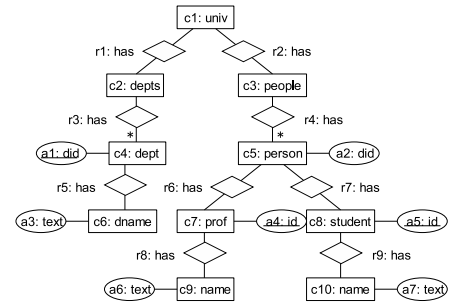 c1: univ
r1: has
r2: has
c2: depts
c3: people
r3: has
r4: has
*
*
a1: did
c4: dept
c5: person
a2: did
r5: has
r6: has
r7: has
a3: text
c6: dname
c7: prof
a4: id
c8: student
a5: id
r8: has
r9: has
a6: text
c9: name
c10: name
a7: text